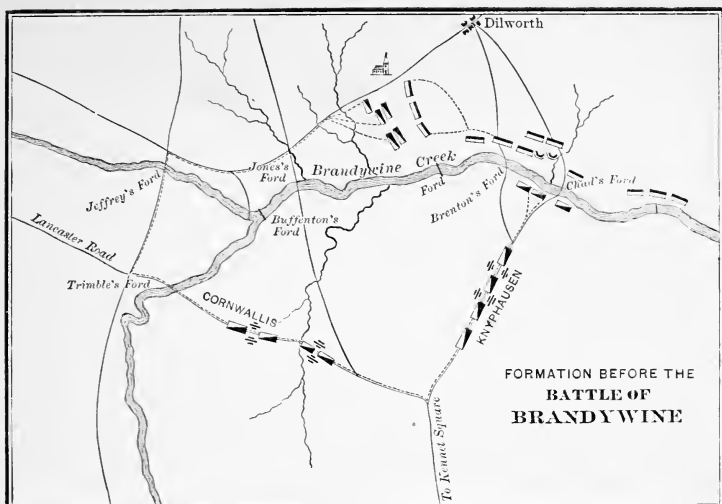 Dilworth
Jones's
Ford
Brandywine Creek
Ford
Jeffrey's Ford
Brenton's Ford
Chad's Ford
Buffenton's
Ford
Lancaster Road
Trimble's Ford
CORNWALLIS
KNYPHAUSEN
FORMATION BEFORE THE
BATTLE OF
BRANDYWINE
To Kennet Square